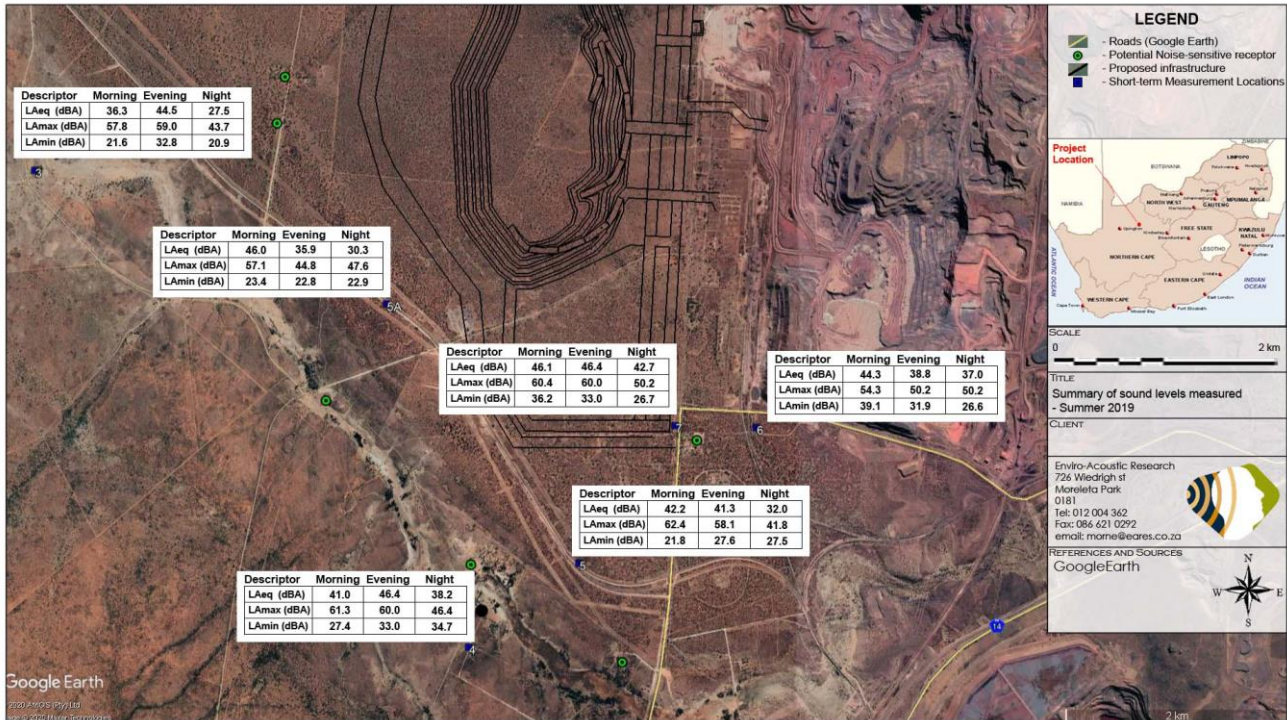 Descriptor Morning Evening Night
LAeq (dBA) 36.3 44.5 27.5
LAmax (dBA) 57.8 59.0 43.7
LAmin (dBA) 21.6 32.8 20.9
3
Descriptor Morning Evening Night
LAeq (dBA) 46.0 35.9 30.3
LAmax (dBA) 57.1 44.8 47.6
LAmin (dBA) 23.4 22.8 22.9
5A
Descriptor Morning Evening Night
LAeq (dBA) 46.1 46.4 42.7
LAmax (dBA) 60.4 60.0 50.2
LAmin (dBA) 36.2 33.0 26.7
7
Descriptor Morning Evening Night
LAeq (dBA) 44.3 38.8 37.0
LAmax (dBA) 54.3 50.2 50.2
LAmin (dBA) 39.1 31.9 26.6
6
Descriptor Morning Evening Night
LAeq (dBA) 42.2 41.3 32.0
LAmax (dBA) 62.4 58.1 41.8
LAmin (dBA) 21.8 27.6 27.5
5
Descriptor Morning Evening Night
LAeq (dBA) 41.0 46.4 38.2
LAmax (dBA) 61.3 60.0 46.4
LAmin (dBA) 27.4 33.0 34.7
4
14
Google Earth
2 km
LEGEND
- Roads (Google Earth)
- Potential Noise-sensitive receptor
- Proposed infrastructure
- Short-term Measurement Locations
Project
Location
ZIMBABWE
BOTSWANA
LIMPOPO
NAMIBIA
NORTH WEST
GAUTENG
MPUMALANGA
FREE STATE
KWAZULU
NATAL
LESOTHO
NORTHERN CAPE
EASTERN CAPE
WESTERN CAPE
ATLANTIC OCEAN
INDIAN
OCEAN
Upington
Kimberley
Durban
East London
Port Elizabeth
Cape Town
SCALE
0 2 km
TITLE
Summary of sound levels measured
- Summer 2019
CLIENT
Enviro-Acoustic Research
726 Wiedrigh st
Moreleta Park
0181
Tel: 012 004 362
Fax: 086 621 0292
email: morne@eares.co.za
REFERENCES AND SOURCES
GoogleEarth
N
W E
S